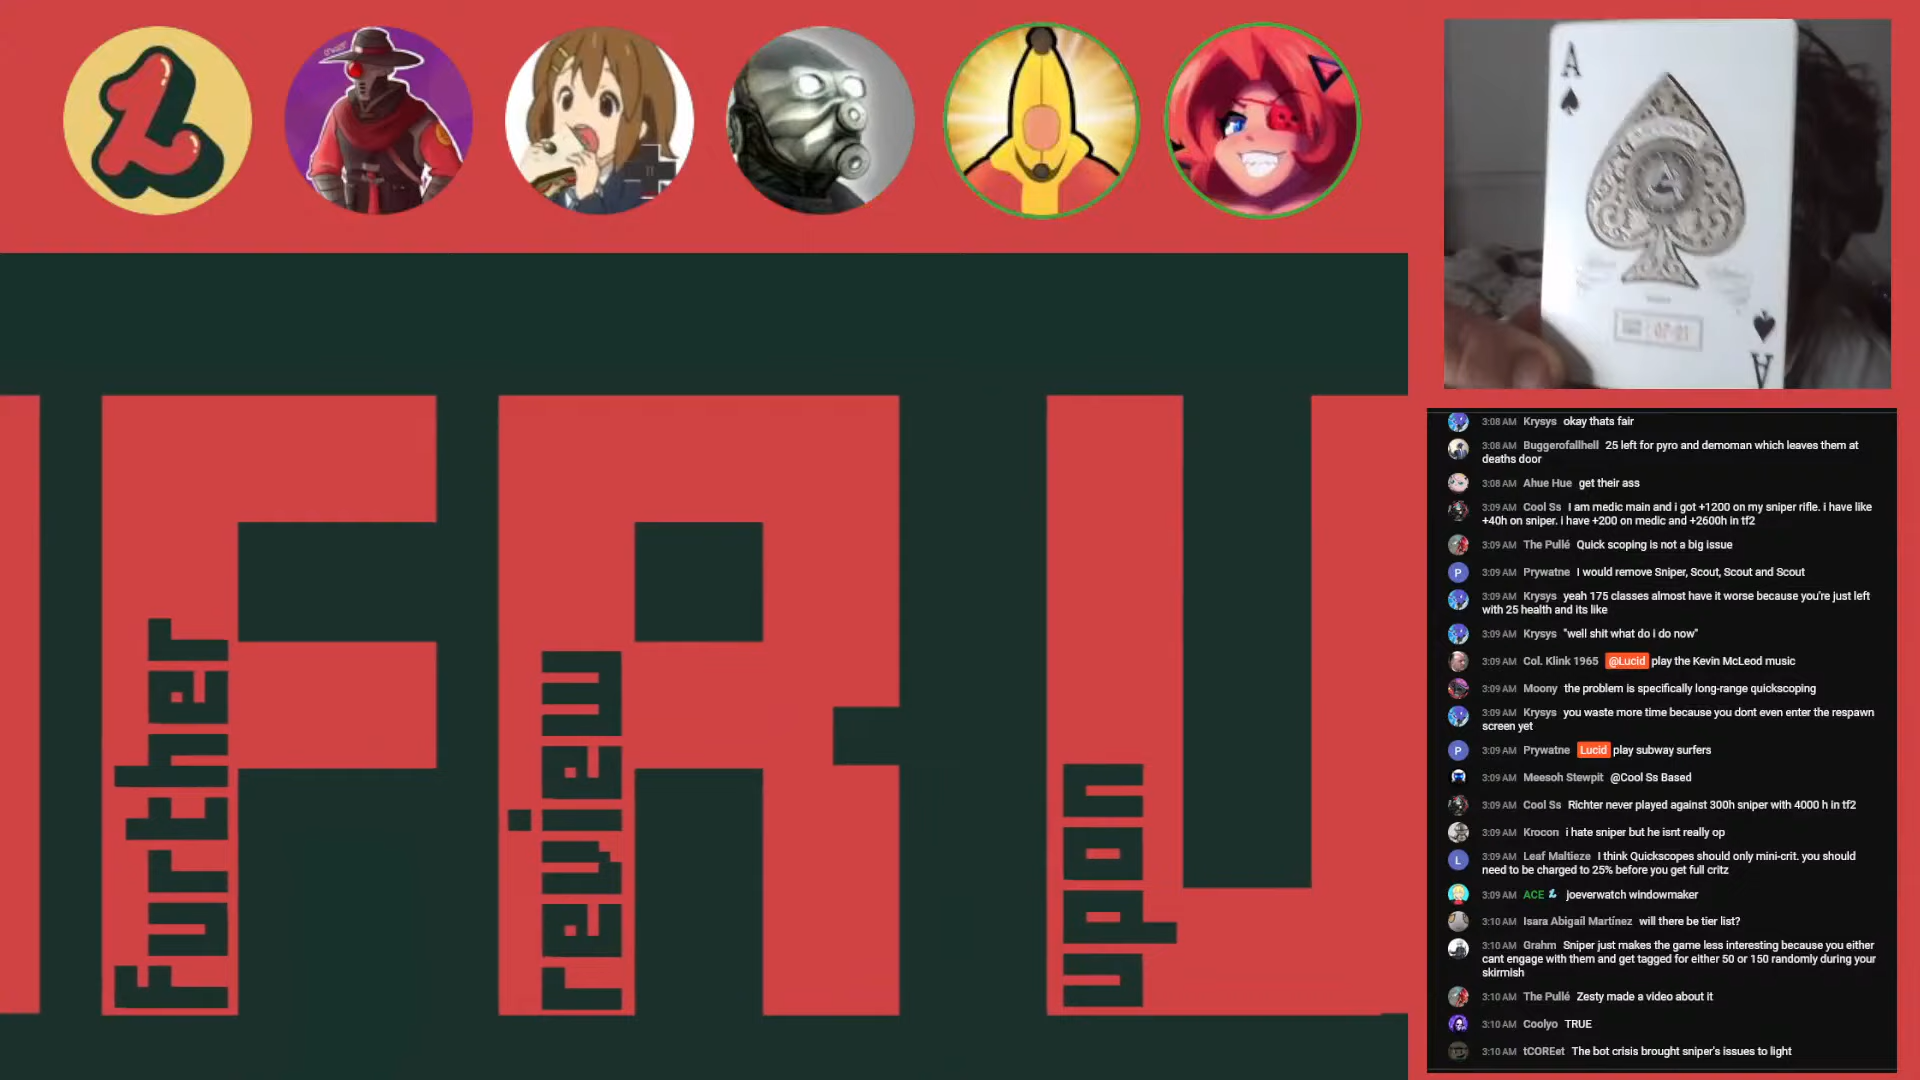 A
A
FRU
further
review
upon
3:08 AM Krysys okay thats fair
3:08 AM Buggerofallhell 25 left for pyro and demoman which leaves them at
deaths door
3:08 AM Ahue Hue get their ass
3:09 AM Cool Ss I am medic main and i got +1200 on my sniper rifle. i have like
+40h on sniper. i have +200 on medic and +2600h in tf2
3:09 AM The Pullé Quick scoping is not a big issue
P
3:09 AM Prywatne I would remove Sniper, Scout, Scout and Scout
3:09 AM Krysys yeah 175 classes almost have it worse because you're just left
with 25 health and its like
3:09 AM Krysys "well shit what do i do now"
3:09 AM Col. Klink 1965 @Lucid play the Kevin McLeod music
3:09 AM Moony the problem is specifically long-range quickscoping
3:09 AM Krysys you waste more time because you dont even enter the respawn
screen yet
P
3:09 AM Prywatne Lucid play subway surfers
3:09 AM Meesoh Stewpit @Cool Ss Based
3:09 AM Cool Ss Richter never played against 300h sniper with 4000 h in tf2
3:09 AM Krocon i hate sniper but he isnt really op
L
3:09 AM Leaf Maltieze I think Quickscopes should only mini-crit. you should
need to be charged to 25% before you get full critz
3:09 AM ACE joeverwatch windowmaker
3:10 AM Isara Abigaíl Martínez will there be tier list?
3:10 AM Grahm Sniper just makes the game less interesting because you either
cant engage with them and get tagged for either 50 or 150 randomly during your
skirmish
3:10 AM The Pullé Zesty made a video about it
3:10 AM Coolyo TRUE
3:10 AM tCOREet The bot crisis brought sniper's issues to light